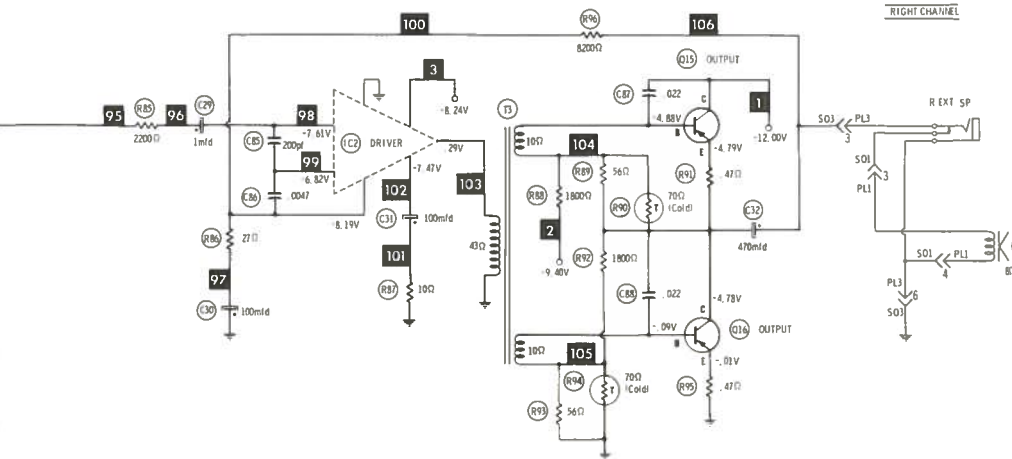 RIGHT CHANNEL
100
R96
8200Ω
106
Q15 OUTPUT
3
-8.24V
T3
C87
.022
C
1
-12.00V
R EXT SP
95
R85
2200Ω
96
C29
1mfd
98
-7.61V
C85
200pf
IC2 DRIVER
.29V
10Ω
-4.88V
B
E
-4.79V
SO3
PL3
3
99
-6.82V
-7.47V
104
R89
56Ω
R91
.47Ω
SO1
3
PL1
C86
.0047
102
103
R88
1800Ω
R90
T
70Ω
(Cold)
C32
470mfd
-8.19V
C31
100mfd
R86
27Ω
43Ω
2
-9.40V
R92
1800Ω
101
SO1
PL1
4
97
R87
10Ω
C88
.022
-4.78V
C
PL3
6
SO3
C30
100mfd
-.09V
B
Q16 OUTPUT
10Ω
105
E
-.01V
R94
T
70Ω
(Cold)
R95
.47Ω
R93
56Ω